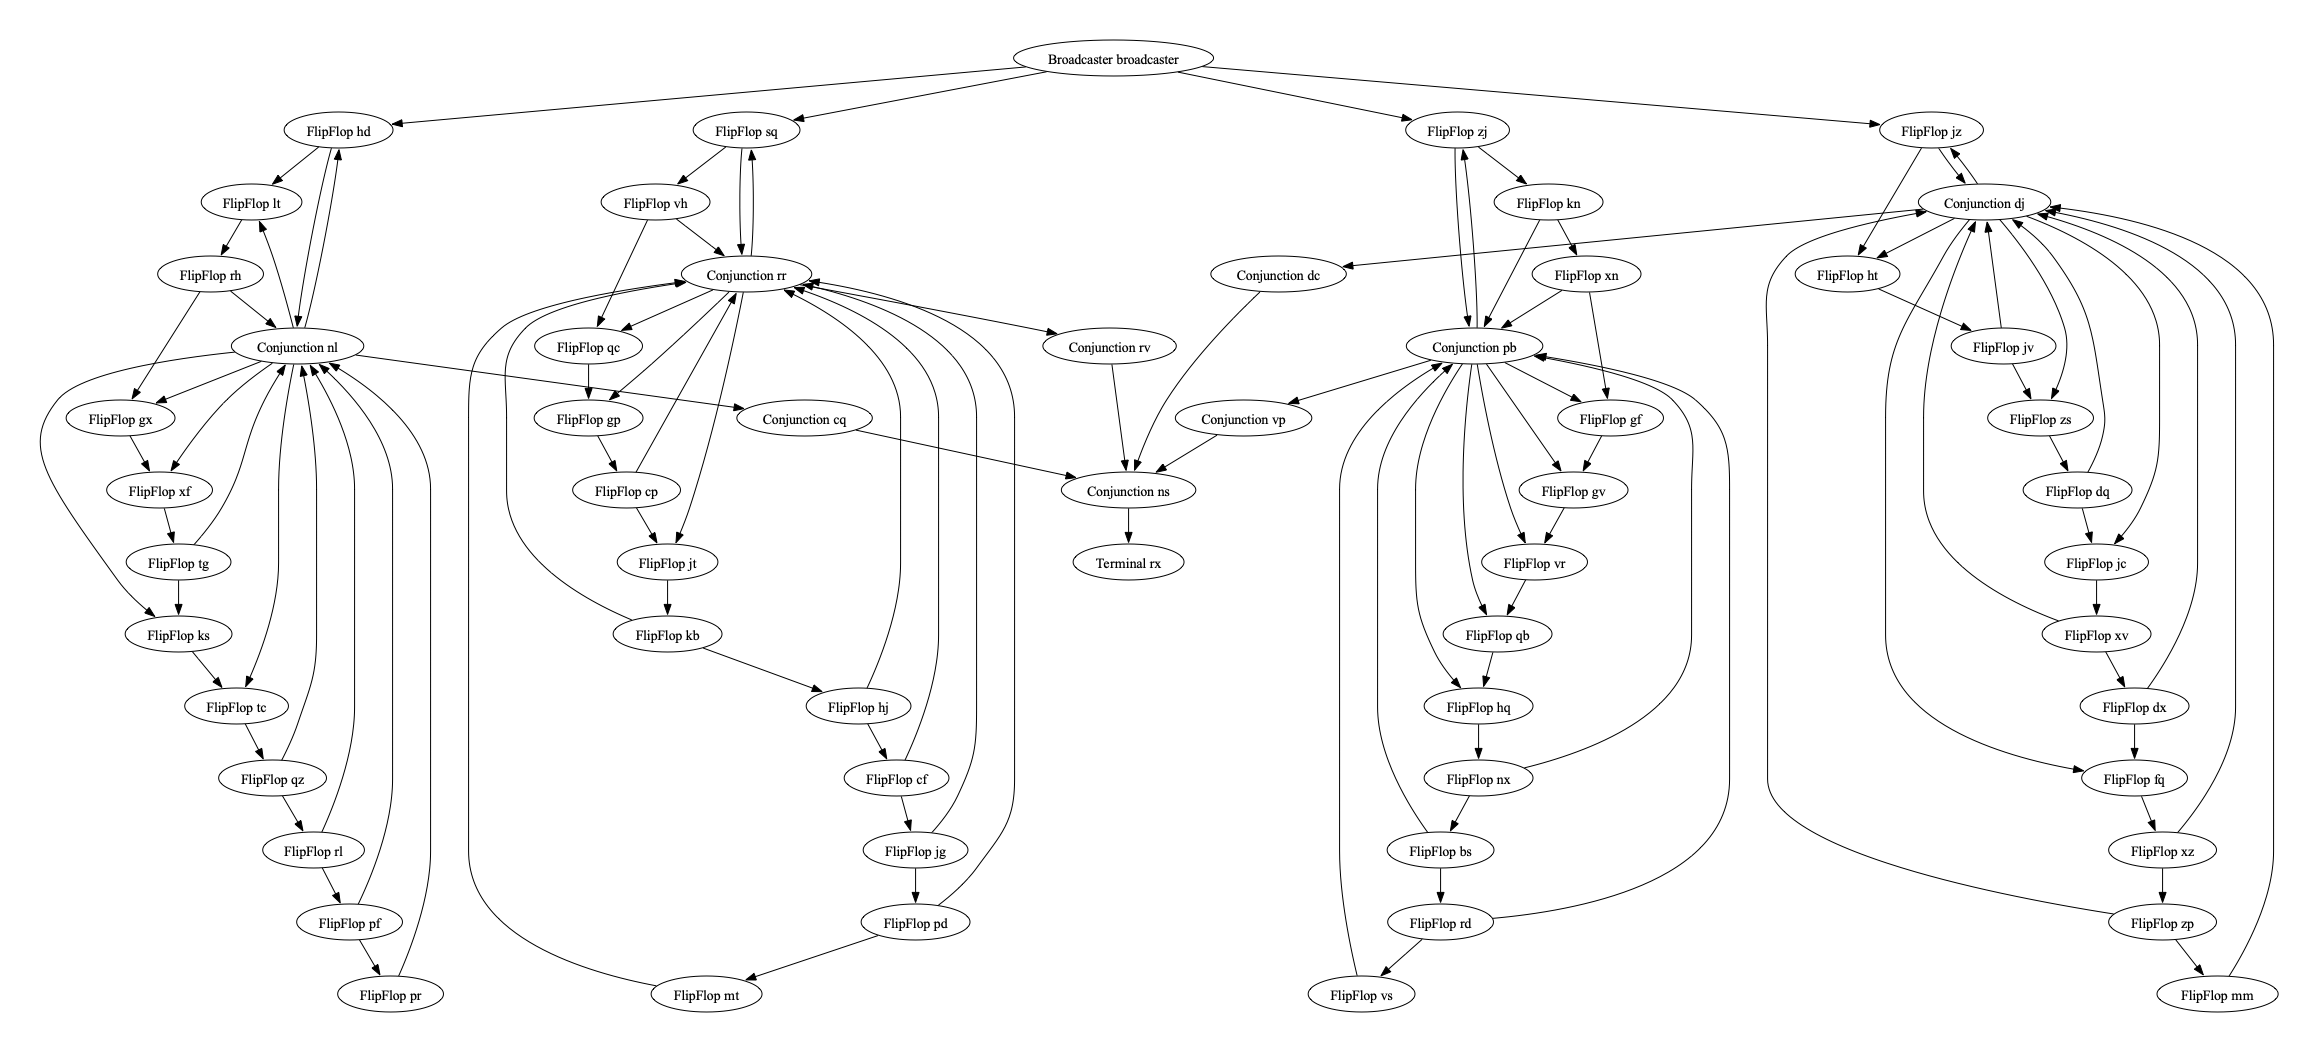 Broadcaster broadcaster
FlipFlop hd
FlipFlop sq
FlipFlop zj
FlipFlop jz
FlipFlop lt
FlipFlop vh
FlipFlop kn
Conjunction dj
FlipFlop rh
Conjunction rr
Conjunction dc
FlipFlop xn
FlipFlop ht
Conjunction nl
FlipFlop qc
Conjunction rv
Conjunction pb
FlipFlop jv
FlipFlop gx
FlipFlop gp
Conjunction cq
Conjunction vp
FlipFlop gf
FlipFlop zs
FlipFlop xf
FlipFlop cp
Conjunction ns
FlipFlop gv
FlipFlop dq
FlipFlop tg
FlipFlop jt
Terminal rx
FlipFlop vr
FlipFlop jc
FlipFlop ks
FlipFlop kb
FlipFlop qb
FlipFlop xv
FlipFlop tc
FlipFlop hj
FlipFlop hq
FlipFlop dx
FlipFlop qz
FlipFlop cf
FlipFlop nx
FlipFlop fq
FlipFlop rl
FlipFlop jg
FlipFlop bs
FlipFlop xz
FlipFlop pf
FlipFlop pd
FlipFlop rd
FlipFlop zp
FlipFlop pr
FlipFlop mt
FlipFlop vs
FlipFlop mm